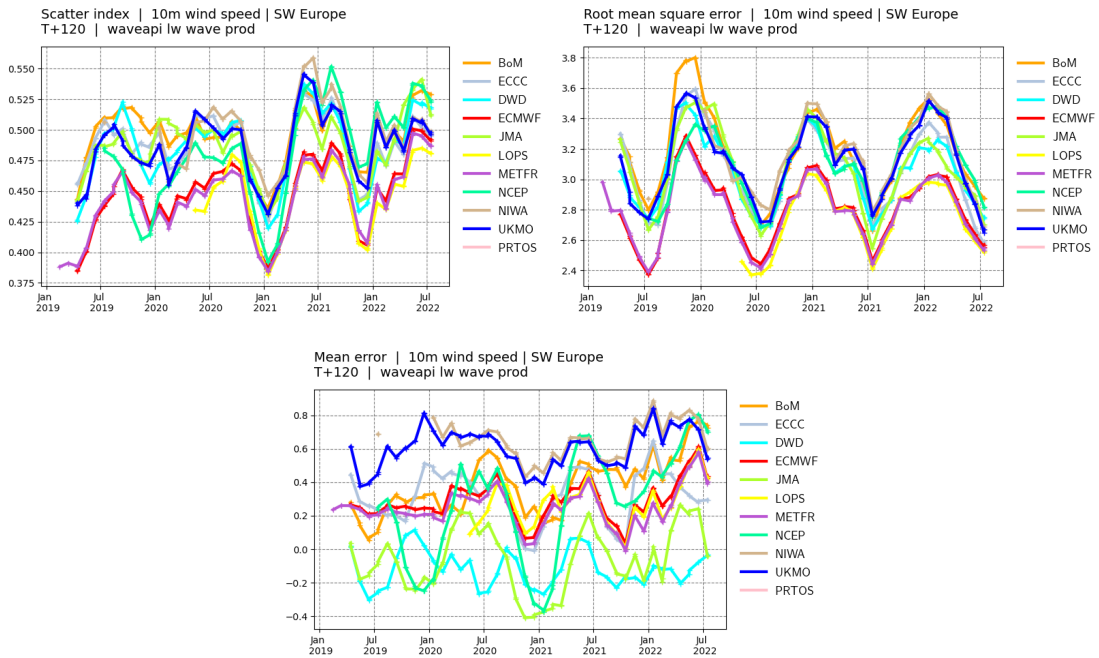 Scatter index | 10m wind speed | SW Europe
T+120 | waveapi lw wave prod
0.550
0.525
0.500
0.475
0.450
0.425
0.400
0.375
Jan
2019
Jul
2019
Jan
2020
Jul
2020
Jan
2021
Jul
2021
Jan
2022
Jul
2022
BoM
ECCC
DWD
ECMWF
JMA
LOPS
METFR
NCEP
NIWA
UKMO
PRTOS
Root mean square error | 10m wind speed | SW Europe
T+120 | waveapi lw wave prod
3.8
3.6
3.4
3.2
3.0
2.8
2.6
2.4
Jan
2019
Jul
2019
Jan
2020
Jul
2020
Jan
2021
Jul
2021
Jan
2022
Jul
2022
BoM
ECCC
DWD
ECMWF
JMA
LOPS
METFR
NCEP
NIWA
UKMO
PRTOS
Mean error | 10m wind speed | SW Europe
T+120 | waveapi lw wave prod
0.8
0.6
0.4
0.2
0.0
−0.2
−0.4
Jan
2019
Jul
2019
Jan
2020
Jul
2020
Jan
2021
Jul
2021
Jan
2022
Jul
2022
BoM
ECCC
DWD
ECMWF
JMA
LOPS
METFR
NCEP
NIWA
UKMO
PRTOS